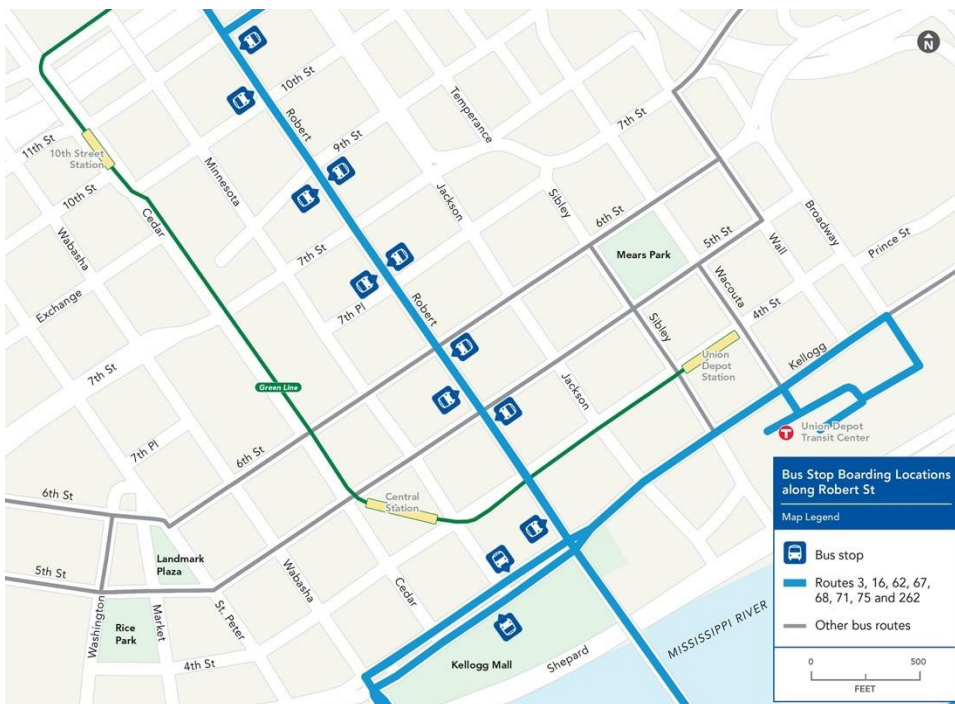 N
10th St
11th St
10th Street
Station
10th St
Robert
9th St
Temperance
7th St
Minnesota
Jackson
Sibley
Cedar
Wabasha
6th St
Broadway
Mears Park
5th St
Wall
Prince St
7th St
Exchange
7th Pl
Robert
Wacouta
4th St
Sibley
Kellogg
7th St
Green Line
Jackson
Union
Depot
Station
7th Pl
6th St
Union Depot
Transit Center
T
6th St
Central
Station
Landmark
Plaza
5th St
Wabasha
Cedar
Washington
Rice
Park
Market
St. Peter
4th St
Kellogg Mall
Shepard
MISSISSIPPI RIVER
Bus Stop Boarding Locations
along Robert St
Map Legend
Bus stop
Routes 3, 16, 62, 67,
68, 71, 75 and 262
Other bus routes
0 500
FEET